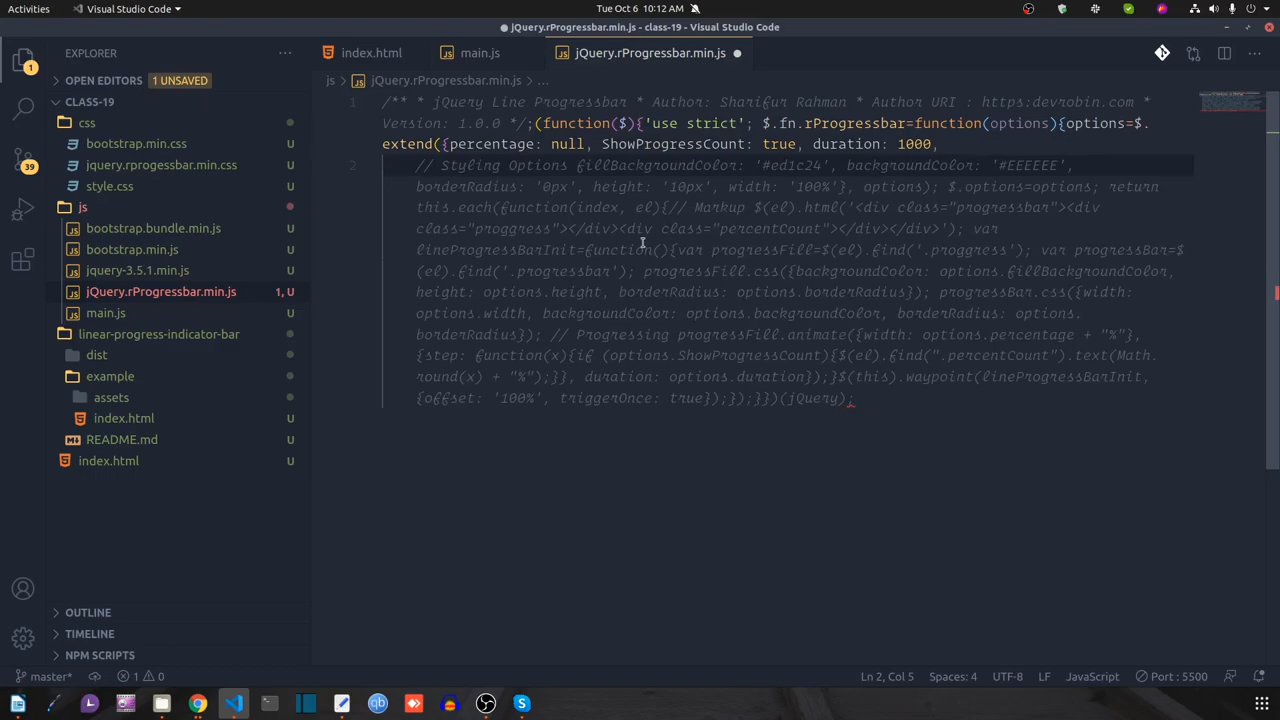 Activities
Visual Studio Code
Tue Oct 6 10:12 AM
● jQuery.rProgressbar.min.js - class-19 - Visual Studio Code
EXPLORER
OPEN EDITORS 1 UNSAVED
CLASS-19
css
bootstrap.min.css U
jquery.rprogessbar.min.css U
style.css U
js
bootstrap.bundle.min.js U
bootstrap.min.js U
jquery-3.5.1.min.js U
jQuery.rProgressbar.min.js 1, U
main.js U
linear-progress-indicator-bar
dist
example
assets
index.html U
README.md U
index.html U
OUTLINE
TIMELINE
NPM SCRIPTS
1
39
index.html
main.js
jQuery.rProgressbar.min.js
js > jQuery.rProgressbar.min.js > ...
1 /** * jQuery Line Progressbar * Author: Sharifur Rahman * Author URI : https:devrobin.com *
Version: 1.0.0 */;(function($){'use strict'; $.fn.rProgressbar=function(options){options=$.
extend({percentage: null, ShowProgressCount: true, duration: 1000,
2 // Styling Options fillBackgroundColor: '#ed1c24', backgroundColor: '#EEEEEE',
borderRadius: '0px', height: '10px', width: '100%'}, options); $.options=options; return
this.each(function(index, el){// Markup $(el).html('<div class="progressbar"><div
class="proggress"></div><div class="percentCount"></div></div>'); var
lineProgressBarInit=function(){var progressFill=$(el).find('.proggress'); var progressBar=$
(el).find('.progressbar'); progressFill.css({backgroundColor: options.fillBackgroundColor,
height: options.height, borderRadius: options.borderRadius}); progressBar.css({width:
options.width, backgroundColor: options.backgroundColor, borderRadius: options.
borderRadius}); // Progressing progressFill.animate({width: options.percentage + "%"},
{step: function(x){if (options.ShowProgressCount){$(el).find(".percentCount").text(Math.
round(x) + "%");}}, duration: options.duration});}$(this).waypoint(lineProgressBarInit,
{offset: '100%', triggerOnce: true});});}})(jQuery);
master*
1 0
Ln 2, Col 5
Spaces: 4
UTF-8
LF
JavaScript
Port : 5500